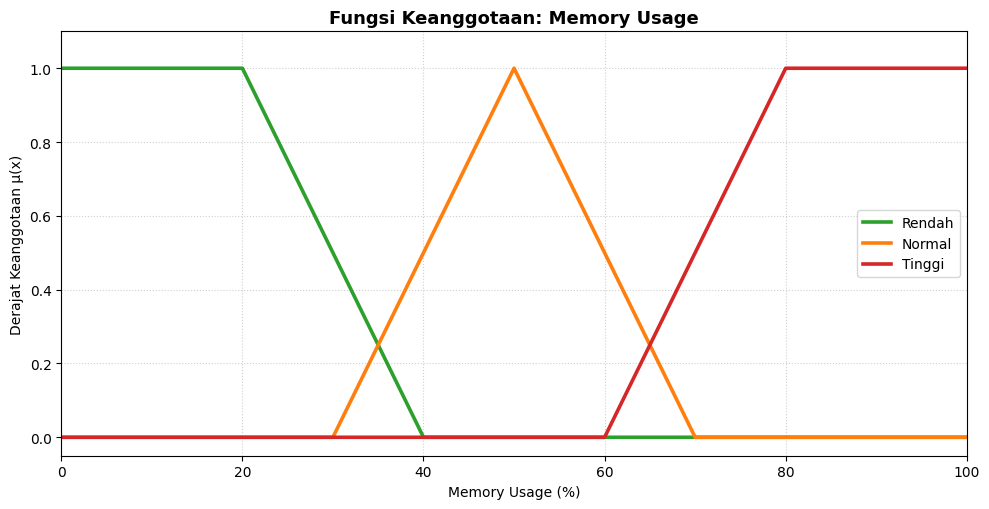 Fungsi Keanggotaan: Memory Usage
Derajat Keanggotaan μ(x)
1.0
0.8
0.6
0.4
0.2
0.0
Rendah
Normal
Tinggi
0 20 40 60 80 100
Memory Usage (%)